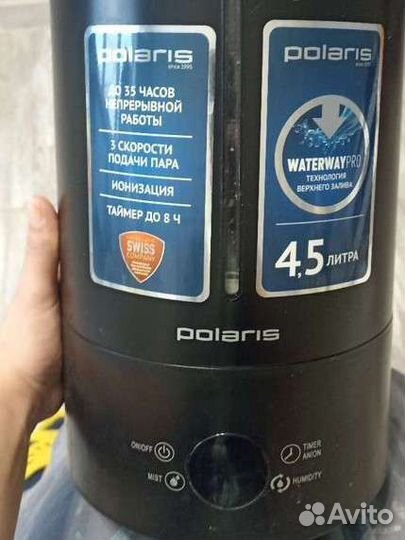 polaris
since 1995
ДО 35 ЧАСОВ
НЕПРЕРЫВНОЙ
РАБОТЫ
3 СКОРОСТИ
ПОДАЧИ ПАРА
ИОНИЗАЦИЯ
ТАЙМЕР ДО 8 Ч
SWISS
COMPANY
polaris
since 1995
WATERWAYPRO
ТЕХНОЛОГИЯ
ВЕРХНЕГО ЗАЛИВА
4,5 ЛИТРА
polaris
ON/OFF
MIST
TIMER
ANION
HUMIDITY
Avito